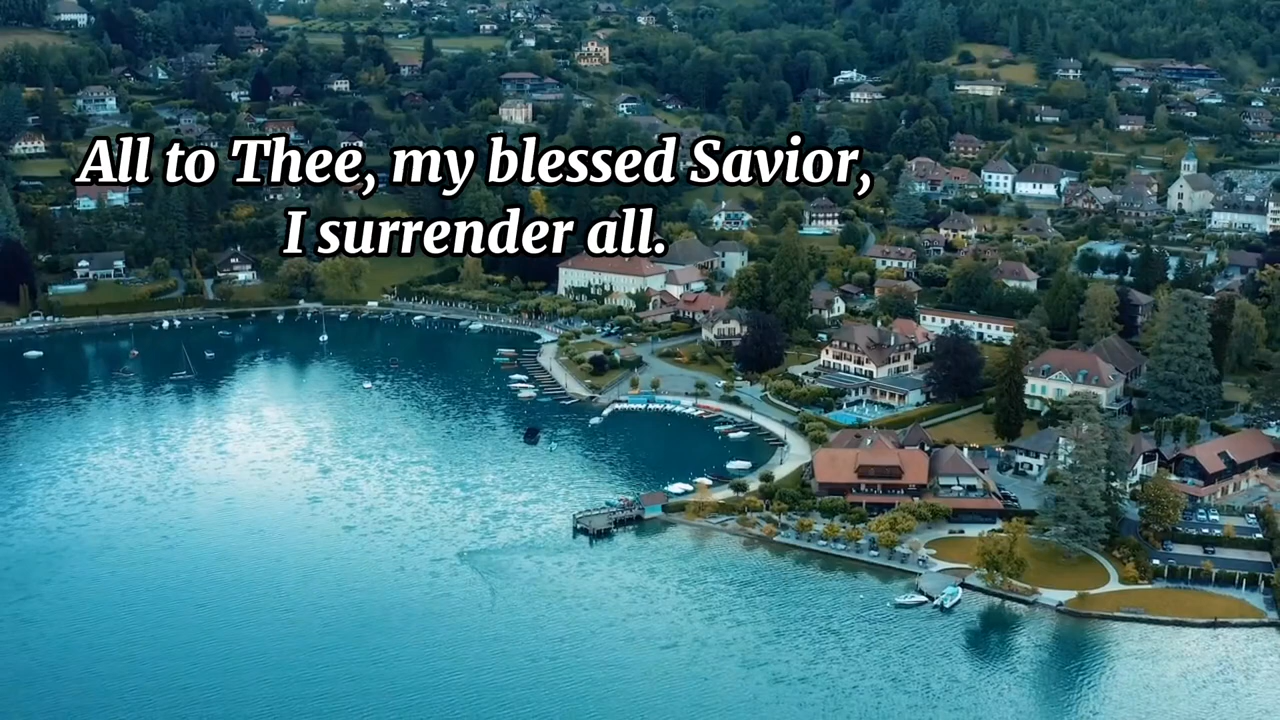 All to Thee, my blessed Savior,
I surrender all.